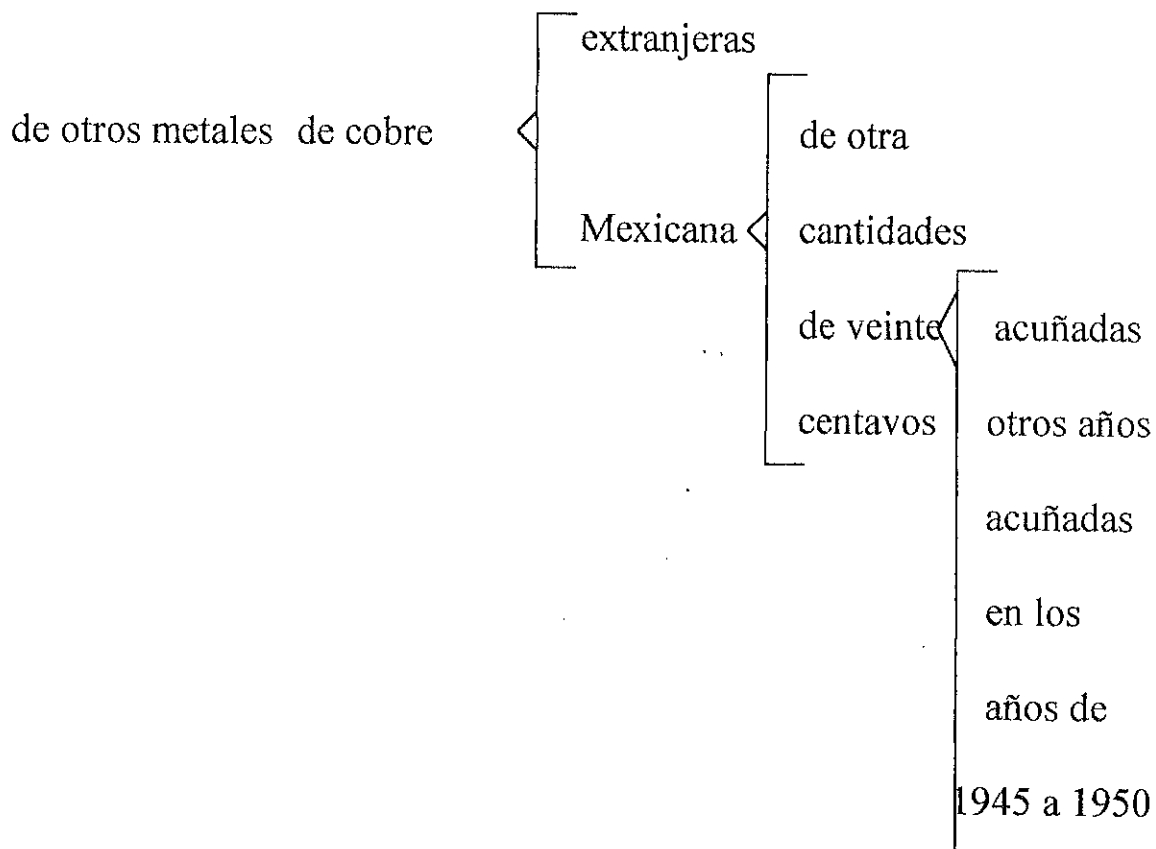 extranjeras
de otros metales de cobre
de otra
Mexicana
cantidades
de veinte
acuñadas
centavos
otros años
acuñadas
en los
años de
1945 a 1950